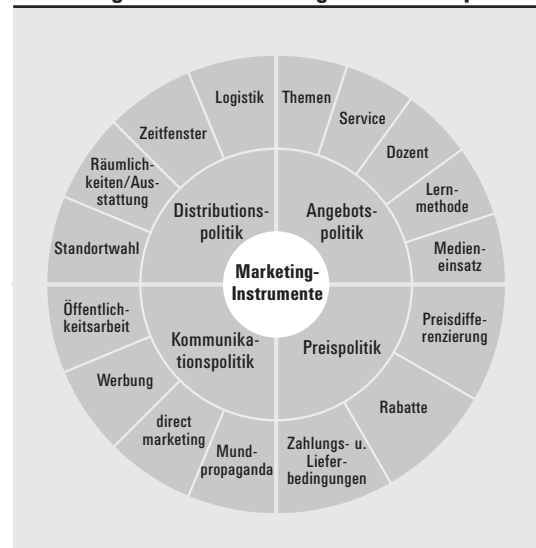 Logistik
Themen
Service
Dozent
Lern-
methode
Medien-
einsatz
Zeitfenster
Räumlich-
keiten/Aus-
stattung
Standortwahl
Distributions-
politik
Angebots-
politik
Marketing-
Instrumente
Kommunika-
tionspolitik
Preispolitik
Öffentlich-
keitsarbeit
Werbung
direct
marketing
Mund-
propaganda
Zahlungs- u.
Liefer-
bedingungen
Rabatte
Preisdiffe-
renzierung